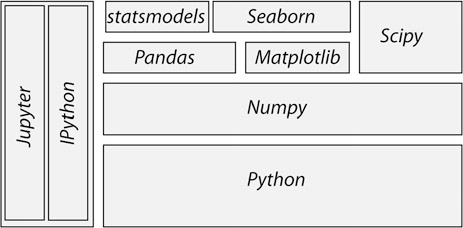 Jupyter
IPython
statsmodels
Seaborn
Scipy
Pandas
Matplotlib
Numpy
Python